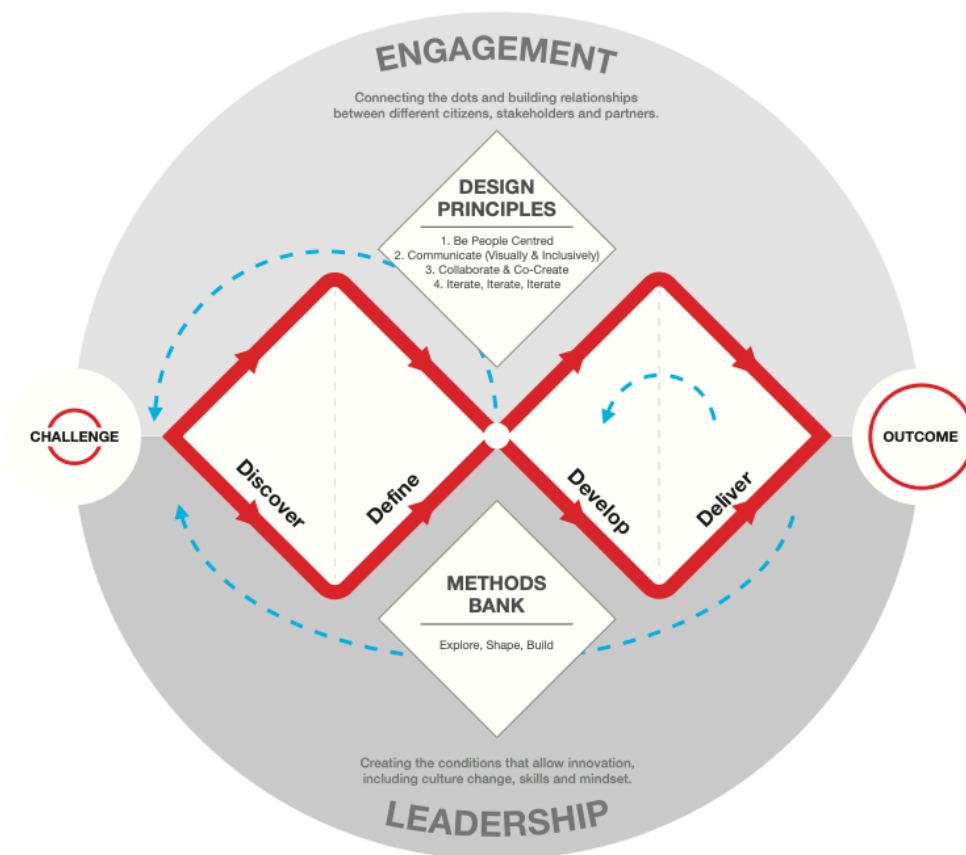 ENGAGEMENT
Connecting the dots and building relationships
between different citizens, stakeholders and partners.
DESIGN
PRINCIPLES
1. Be People Centred
2. Communicate (Visually & Inclusively)
3. Collaborate & Co-Create
4. Iterate, Iterate, Iterate
CHALLENGE
OUTCOME
Discover
Define
Develop
Deliver
METHODS
BANK
Explore, Shape, Build
Creating the conditions that allow innovation,
including culture change, skills and mindset.
LEADERSHIP